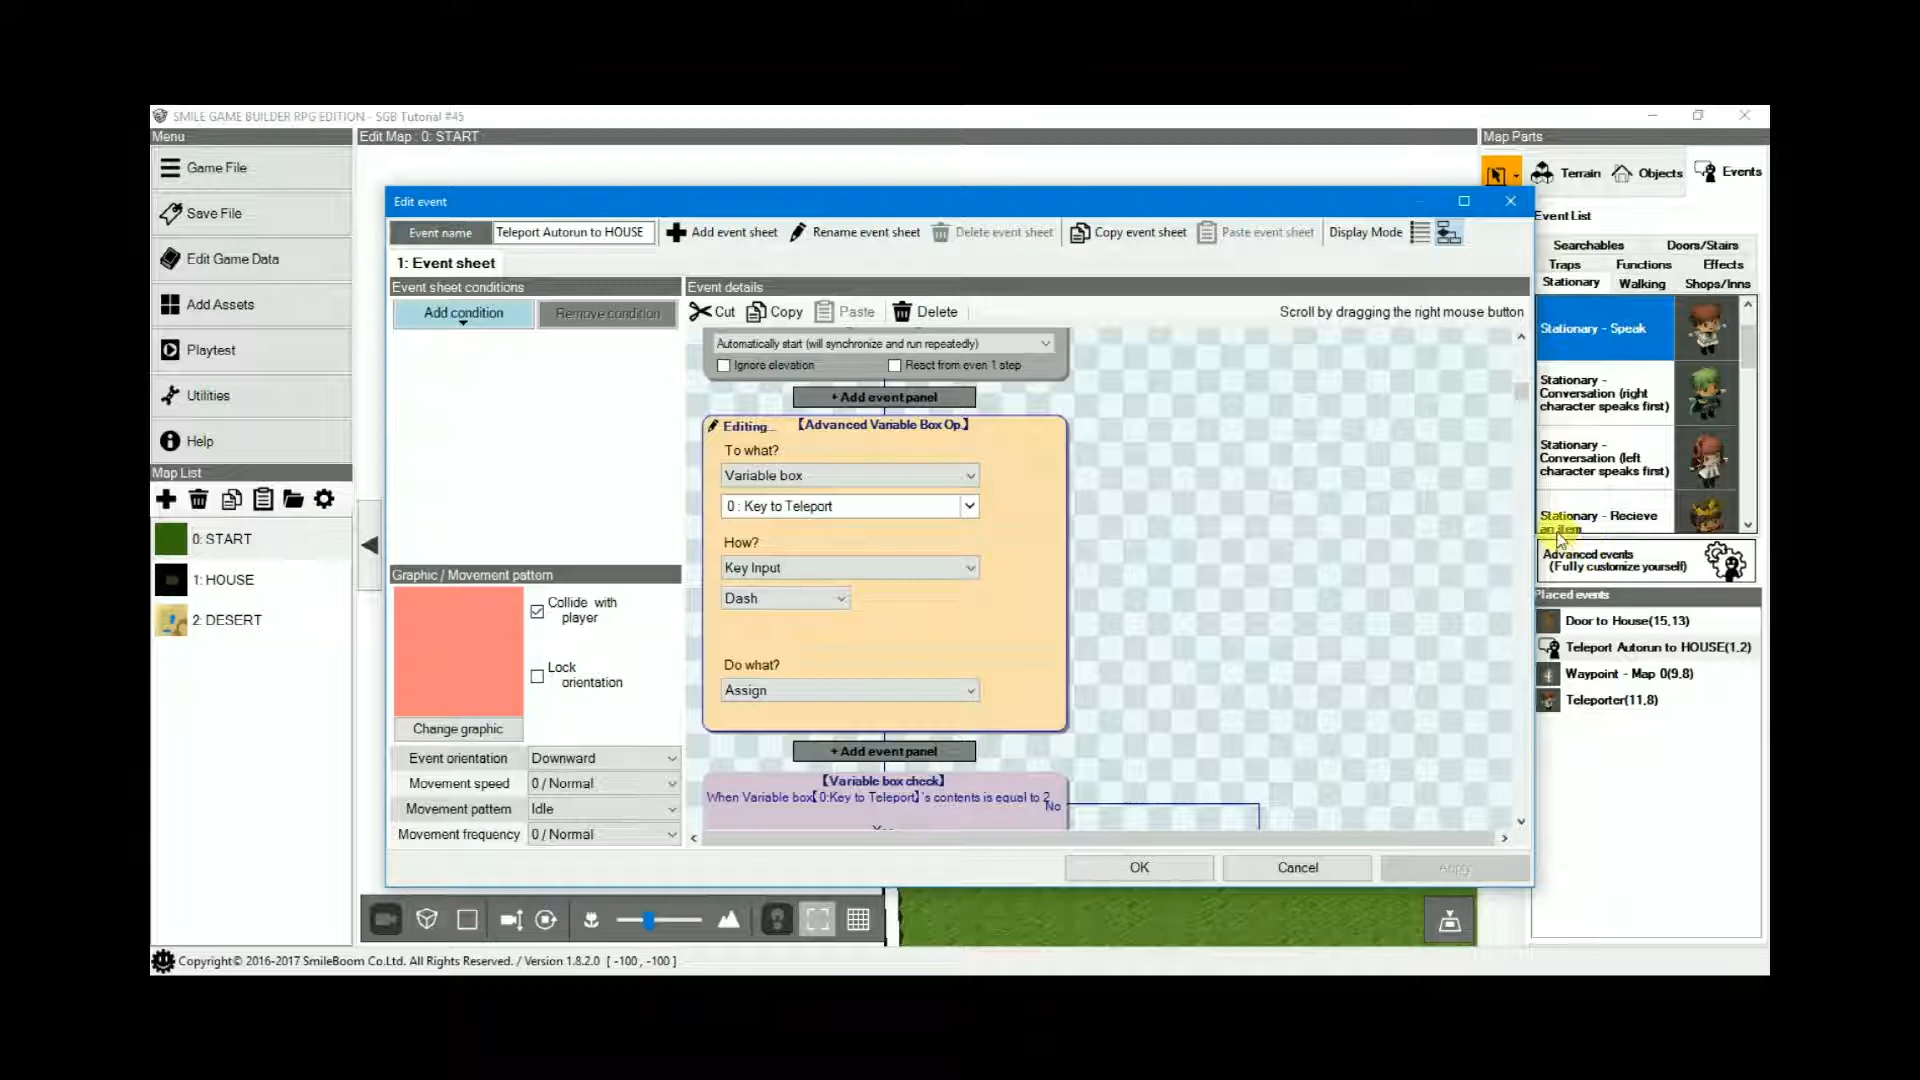 SMILE GAME BUILDER RPG EDITION - SGB Tutorial #45
Menu
Edit Map : 0: START
Map Parts
Game File
Save File
Edit Game Data
Add Assets
Playtest
Utilities
Help
Map List
0: START
1: HOUSE
2: DESERT
Edit event
Event name
Teleport Autorun to HOUSE
Add event sheet
Rename event sheet
Delete event sheet
Copy event sheet
Paste event sheet
Display Mode
1: Event sheet
Event sheet conditions
Add condition
Remove condition
Graphic / Movement pattern
Collide with player
Lock orientation
Change graphic
Event orientation
Downward
Movement speed
0 / Normal
Movement pattern
Idle
Movement frequency
0 / Normal
Event details
Cut
Copy
Paste
Delete
Scroll by dragging the right mouse button
Automatically start (will synchronize and run repeatedly)
Ignore elevation
React from even 1 step
+ Add event panel
Editing...
【Advanced Variable Box Op.】
To what?
Variable box
0 : Key to Teleport
How?
Key Input
Dash
Do what?
Assign
+ Add event panel
【Variable box check】
When Variable box【 0:Key to Teleport】's contents is equal to 2
No
OK
Cancel
Apply
Terrain
Objects
Events
Event List
Searchables
Doors/Stairs
Traps
Functions
Effects
Stationary
Walking
Shops/Inns
Stationary - Speak
Stationary -
Conversation (right
character speaks first)
Stationary -
Conversation (left
character speaks first)
Stationary - Recieve
an item
Advanced events
(Fully customize yourself)
Placed events
Door to House(15,13)
Teleport Autorun to HOUSE(1,2)
Waypoint - Map 0(9,8)
Teleporter(11,8)
Copyright© 2016-2017 SmileBoom Co.Ltd. All Rights Reserved. / Version 1.8.2.0 [ -100 , -100 ]